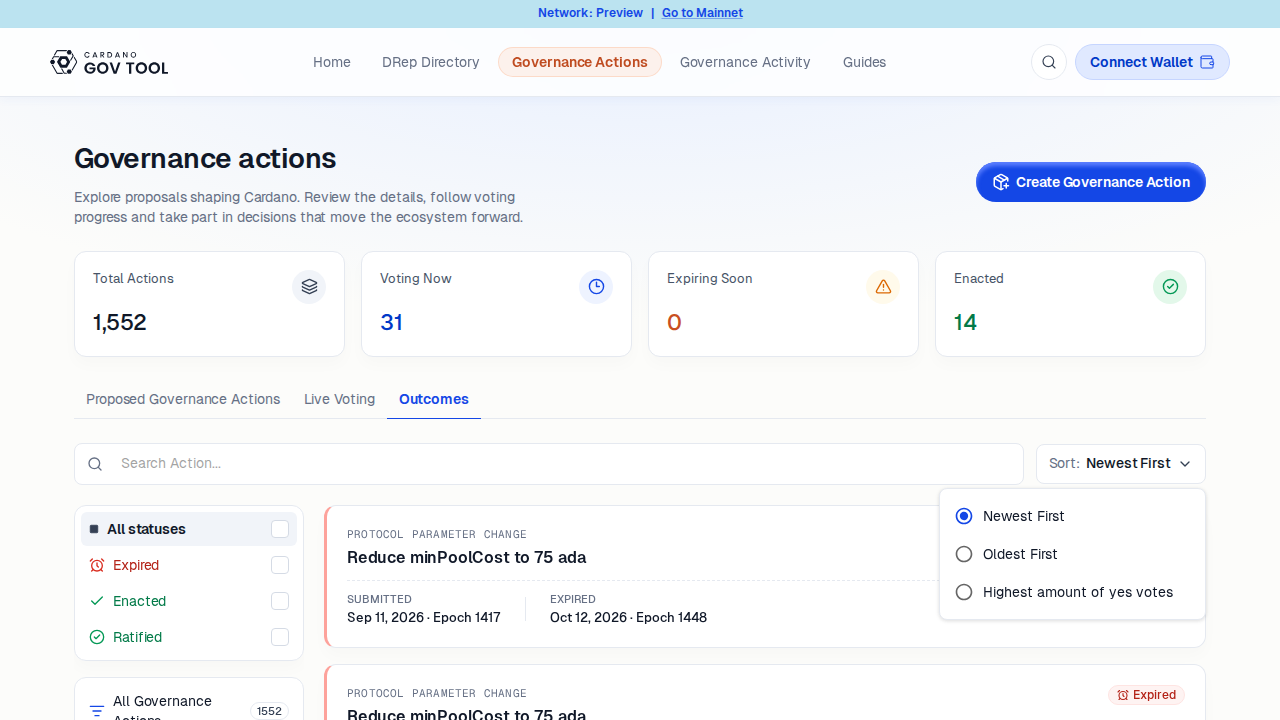 Network: Preview | Go to Mainnet
CARDANO
GOV TOOL
Home
DRep Directory
Governance Actions
Governance Activity
Guides
Connect Wallet
Governance actions
Explore proposals shaping Cardano. Review the details, follow voting
progress and take part in decisions that move the ecosystem forward.
Create Governance Action
Total Actions
1,552
Voting Now
31
Expiring Soon
0
Enacted
14
Proposed Governance Actions
Live Voting
Outcomes
Search Action...
Sort: Newest First
Newest First
Oldest First
Highest amount of yes votes
All statuses
Expired
Enacted
Ratified
All Governance
Actions
1552
PROTOCOL PARAMETER CHANGE
Reduce minPoolCost to 75 ada
SUBMITTED
Sep 11, 2026 · Epoch 1417
EXPIRED
Oct 12, 2026 · Epoch 1448
PROTOCOL PARAMETER CHANGE
Expired
Reduce minPoolCost to 75 ada